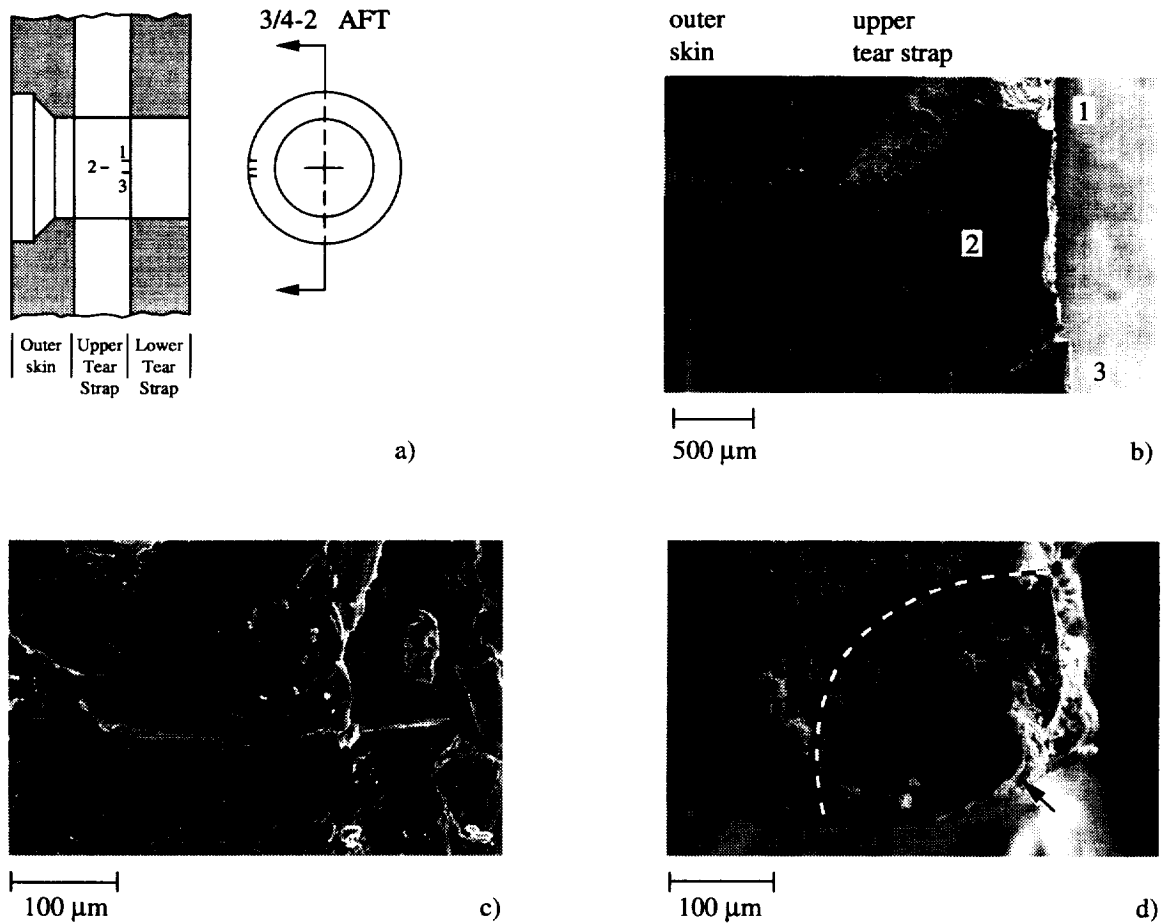 3/4-2 AFT
2- 1
3
Outer skin
Upper Tear Strap
Lower Tear Strap
a)
outer skin
upper tear strap
1
2
3
500 μm
b)
100 μm
c)
100 μm
d)